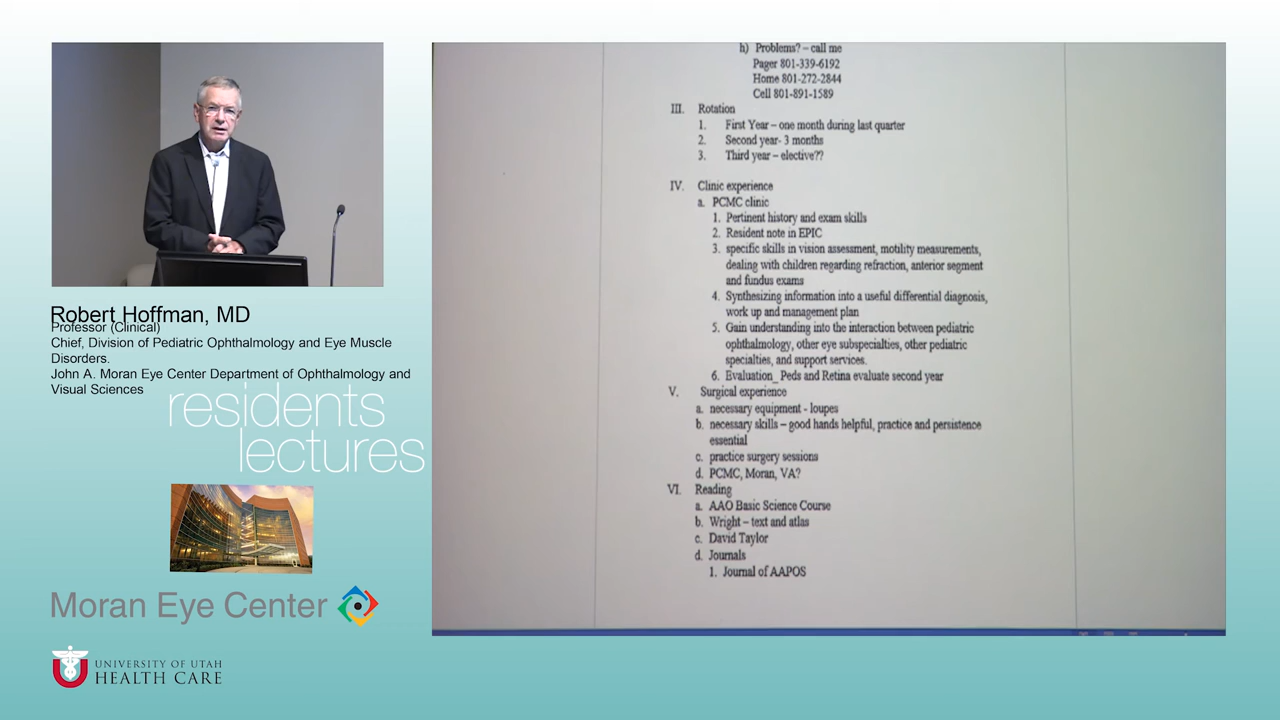 Robert Hoffman, MD
Professor (Clinical)
Chief, Division of Pediatric Ophthalmology and Eye Muscle
Disorders.
John A. Moran Eye Center Department of Ophthalmology and
Visual Sciences
residents
lectures
Moran Eye Center
UNIVERSITY OF UTAH
HEALTH CARE
h) Problems? – call me
Pager 801-339-6192
Home 801-272-2844
Cell 801-891-1589
III. Rotation
1. First Year – one month during last quarter
2. Second year- 3 months
3. Third year – elective??
IV. Clinic experience
a. PCMC clinic
1. Pertinent history and exam skills
2. Resident note in EPIC
3. specific skills in vision assessment, motility measurements,
dealing with children regarding refraction, anterior segment
and fundus exams
4. Synthesizing information into a useful differential diagnosis,
work up and management plan
5. Gain understanding into the interaction between pediatric
ophthalmology, other eye subspecialties, other pediatric
specialties, and support services.
6. Evaluation_ Peds and Retina evaluate second year
V. Surgical experience
a. necessary equipment - loupes
b. necessary skills – good hands helpful, practice and persistence
essential
c. practice surgery sessions
d. PCMC, Moran, VA?
VI. Reading
a. AAO Basic Science Course
b. Wright – text and atlas
c. David Taylor
d. Journals
1. Journal of AAPOS